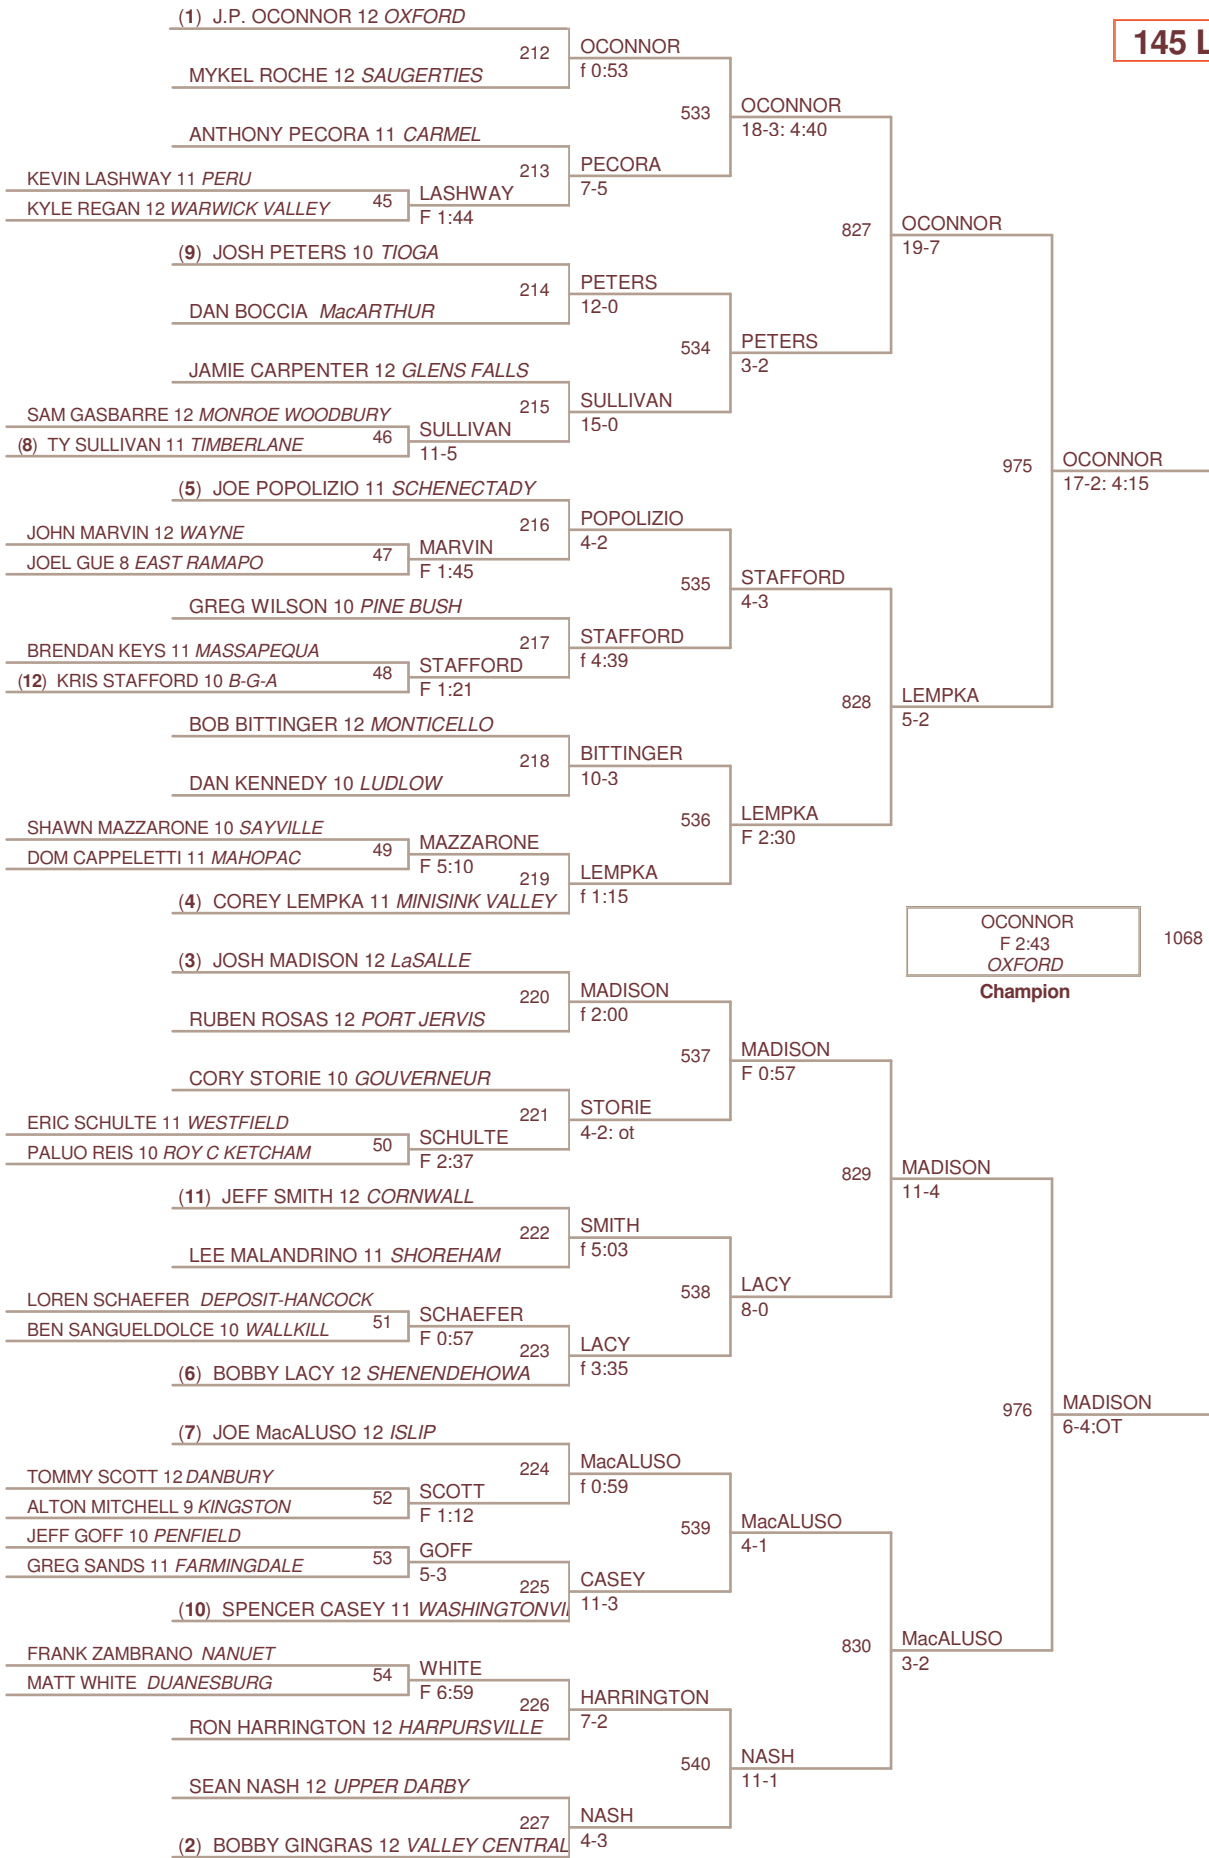 (1) J.P. OCONNOR 12 OXFORD
145 L
212
OCONNOR
f 0:53
MYKEL ROCHE 12 SAUGERTIES
533
OCONNOR
18-3: 4:40
ANTHONY PECORA 11 CARMEL
213
PECORA
7-5
KEVIN LASHWAY 11 PERU
45
LASHWAY
F 1:44
KYLE REGAN 12 WARWICK VALLEY
827
OCONNOR
19-7
(9) JOSH PETERS 10 TIOGA
214
PETERS
12-0
DAN BOCCIA MacARTHUR
534
PETERS
3-2
JAMIE CARPENTER 12 GLENS FALLS
215
SULLIVAN
15-0
SAM GASBARRE 12 MONROE WOODBURY
46
SULLIVAN
11-5
(8) TY SULLIVAN 11 TIMBERLANE
975
OCONNOR
17-2: 4:15
(5) JOE POPOLIZIO 11 SCHENECTADY
216
POPOLIZIO
4-2
JOHN MARVIN 12 WAYNE
47
MARVIN
F 1:45
JOEL GUE 8 EAST RAMAPO
535
STAFFORD
4-3
GREG WILSON 10 PINE BUSH
217
STAFFORD
f 4:39
BRENDAN KEYS 11 MASSAPEQUA
48
STAFFORD
F 1:21
(12) KRIS STAFFORD 10 B-G-A
828
LEMPKA
5-2
BOB BITTINGER 12 MONTICELLO
218
BITTINGER
10-3
DAN KENNEDY 10 LUDLOW
536
LEMPKA
F 2:30
SHAWN MAZZARONE 10 SAYVILLE
49
MAZZARONE
F 5:10
DOM CAPPELETTI 11 MAHOPAC
219
LEMPKA
f 1:15
(4) COREY LEMPKA 11 MINISINK VALLEY
OCONNOR
F 2:43
OXFORD
1068
Champion
(3) JOSH MADISON 12 LaSALLE
220
MADISON
f 2:00
RUBEN ROSAS 12 PORT JERVIS
537
MADISON
F 0:57
CORY STORIE 10 GOUVERNEUR
221
STORIE
4-2: ot
ERIC SCHULTE 11 WESTFIELD
50
SCHULTE
F 2:37
PALUO REIS 10 ROY C KETCHAM
829
MADISON
11-4
(11) JEFF SMITH 12 CORNWALL
222
SMITH
f 5:03
LEE MALANDRINO 11 SHOREHAM
538
LACY
8-0
LOREN SCHAEFER DEPOSIT-HANCOCK
51
SCHAEFER
F 0:57
BEN SANGUELDOLCE 10 WALLKILL
223
LACY
f 3:35
(6) BOBBY LACY 12 SHENENDEHOWA
976
MADISON
6-4:OT
(7) JOE MacALUSO 12 ISLIP
224
MacALUSO
f 0:59
TOMMY SCOTT 12 DANBURY
52
SCOTT
F 1:12
ALTON MITCHELL 9 KINGSTON
539
MacALUSO
4-1
JEFF GOFF 10 PENFIELD
53
GOFF
5-3
GREG SANDS 11 FARMINGDALE
225
CASEY
11-3
(10) SPENCER CASEY 11 WASHINGTONVI
830
MacALUSO
3-2
FRANK ZAMBRANO NANUET
54
WHITE
F 6:59
MATT WHITE DUANESBURG
226
HARRINGTON
7-2
RON HARRINGTON 12 HARPURSVILLE
540
NASH
11-1
SEAN NASH 12 UPPER DARBY
227
NASH
4-3
(2) BOBBY GINGRAS 12 VALLEY CENTRAL